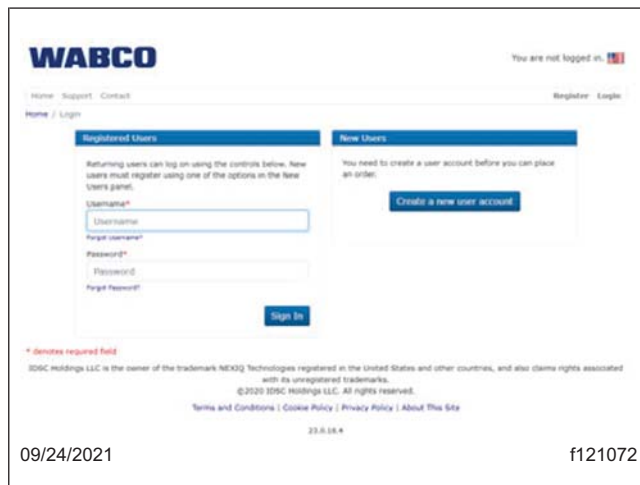 WABCO
You are not logged in.
Home Support Contact
Register Login
Home / Login
Registered Users
Returning users can log on using the controls below. New
users must register using one of the options in the New
Users panel.
Username*
Username
Forgot Username?
Password*
Password
Forgot Password?
Sign In
New Users
You need to create a user account before you can place
an order.
Create a new user account
* denotes required field
IDSC Holdings LLC is the owner of the trademark NEXIQ Technologies registered in the United States and other countries, and also claims rights associated
with its unregistered trademarks.
©2020 IDSC Holdings LLC. All rights reserved.
Terms and Conditions | Cookie Policy | Privacy Policy | About This Site
23.0.18.4
09/24/2021
f121072